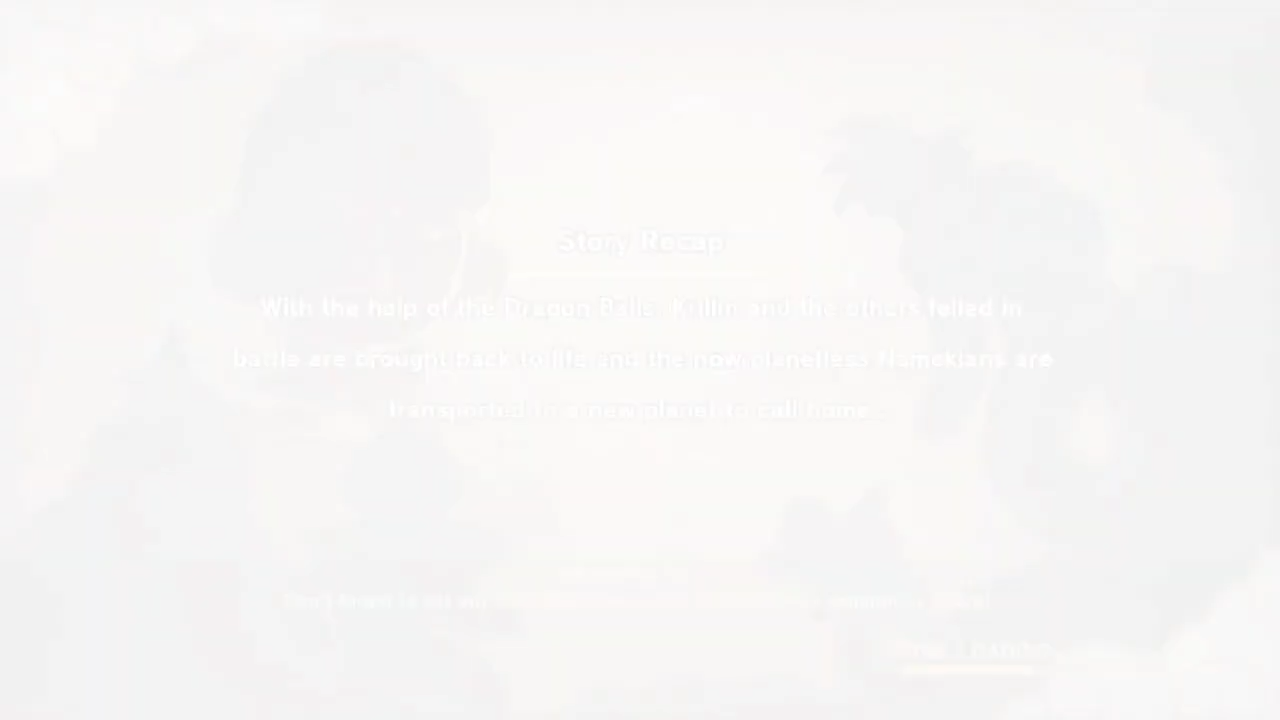 Story Recap
With the help of the Dragon Balls, Krillin and the others felled in
battle are brought back to life and the now planetless Namekians are
transported to a new planet to call home.